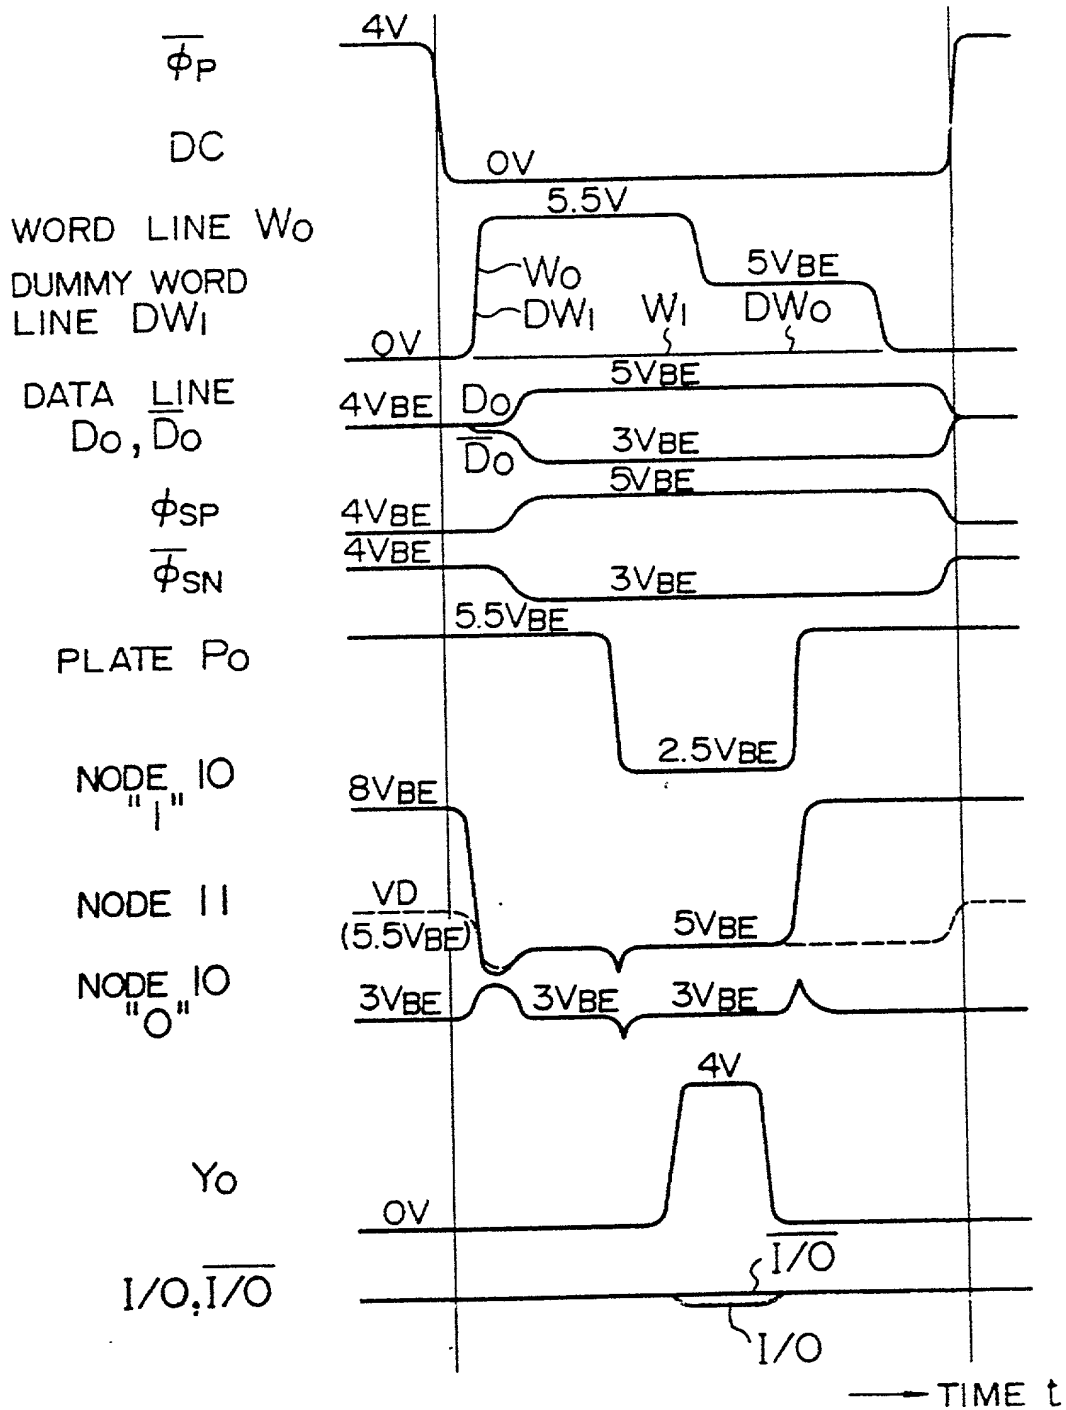 4V
φ̅P
DC
0V
5.5V
WORD LINE W0
W0
5VBE
DUMMY WORD
LINE DW1
DW1
W1
DW0
0V
5VBE
DATA LINE
D0, D̅0
4VBE
D0
D̅0
3VBE
5VBE
φSP
4VBE
4VBE
φ̅SN
3VBE
5.5VBE
PLATE P0
2.5VBE
NODE 10
"1"
8VBE
NODE 11
VD
(5.5VBE)
5VBE
NODE 10
"0"
3VBE
3VBE
3VBE
4V
Y0
0V
I/O, I̅/̅O̅
I̅/̅O̅
I/O
TIME t